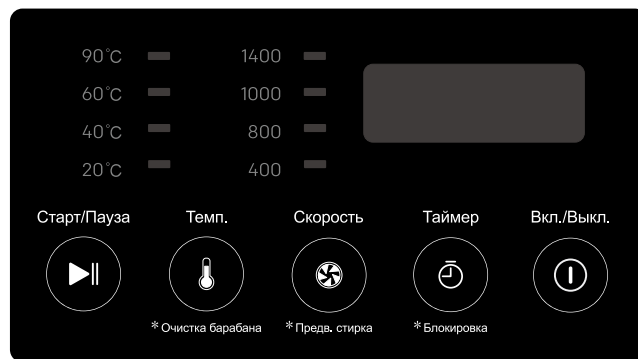 90°C 1400
60°C 1000
40°C 800
20°C 400
Старт/Пауза Темп. Скорость Таймер Вкл./Выкл.
*Очистка барабана *Предв. стирка *Блокировка